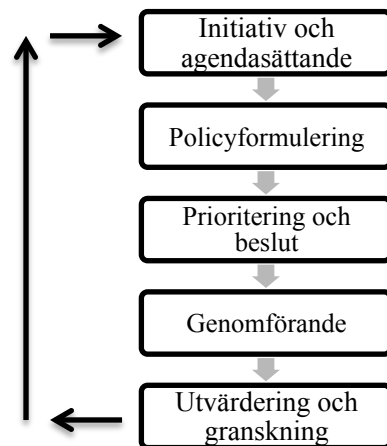 Initiativ och
agendasättande
Policyformulering
Prioritering och
beslut
Genomförande
Utvärdering och
granskning